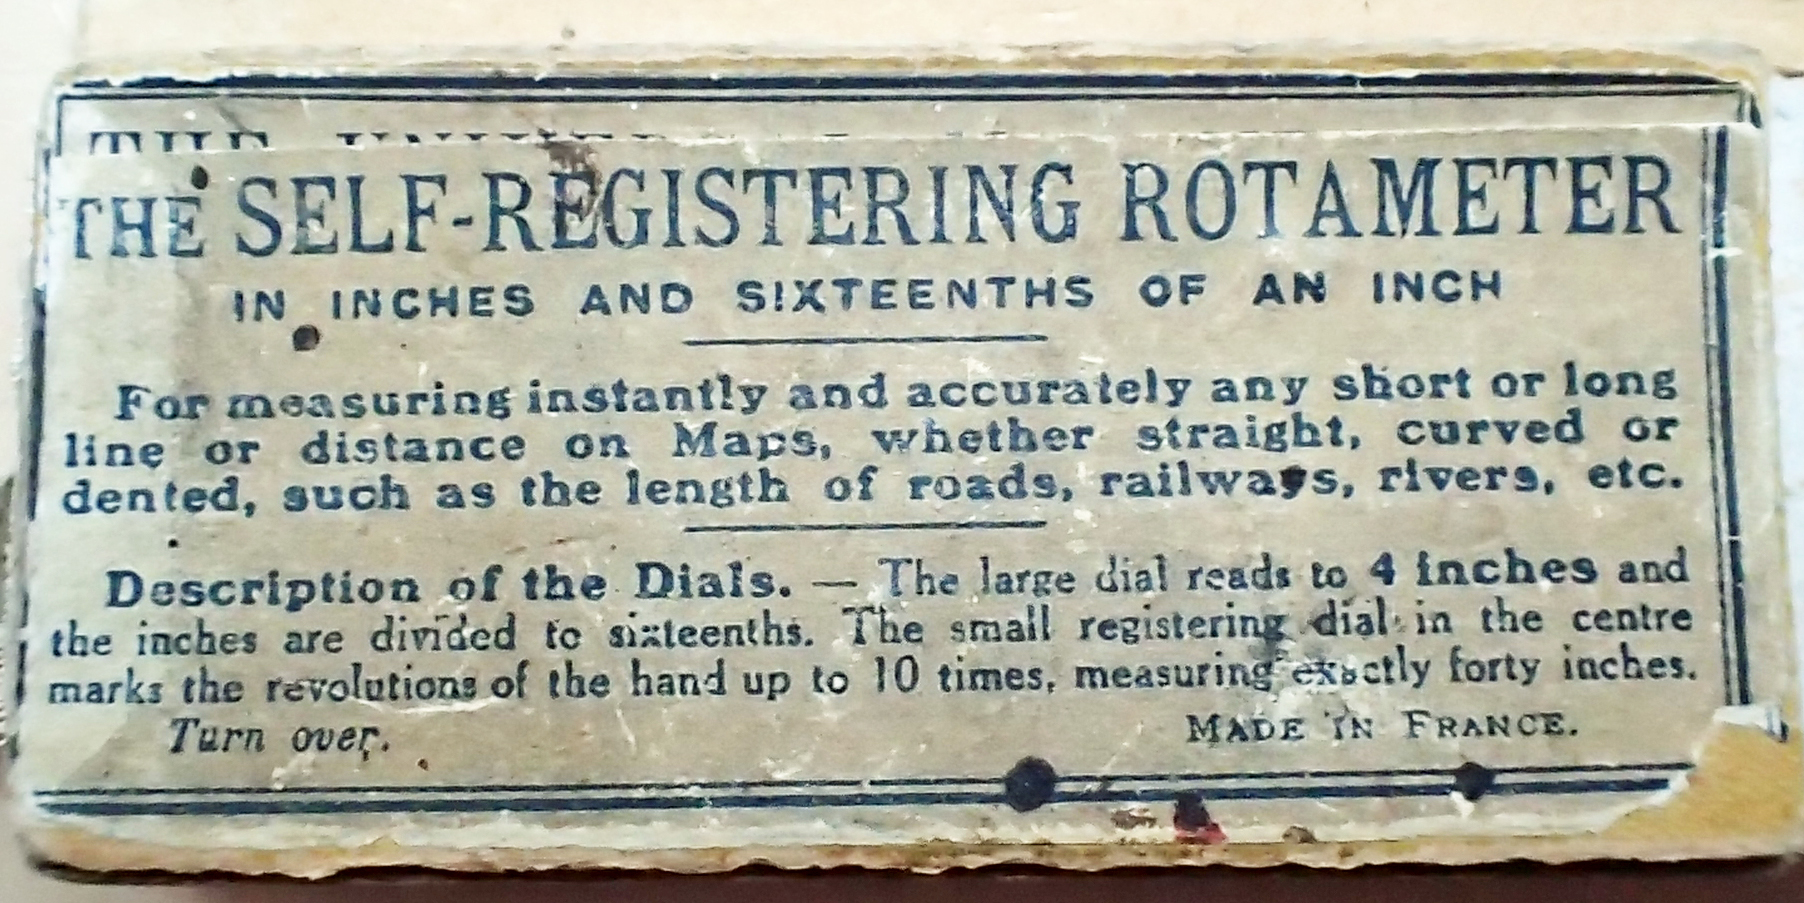 THE
THE SELF-REGISTERING ROTAMETER
IN INCHES AND SIXTEENTHS OF AN INCH
For measuring instantly and accurately any short or long
line or distance on Maps, whether straight, curved or
dented, such as the length of roads, railways, rivers, etc.
Description of the Dials. — The large dial reads to 4 inches and
the inches are divided to sixteenths. The small registering dial in the centre
marks the revolutions of the hand up to 10 times, measuring exactly forty inches.
Turn over.
MADE IN FRANCE.